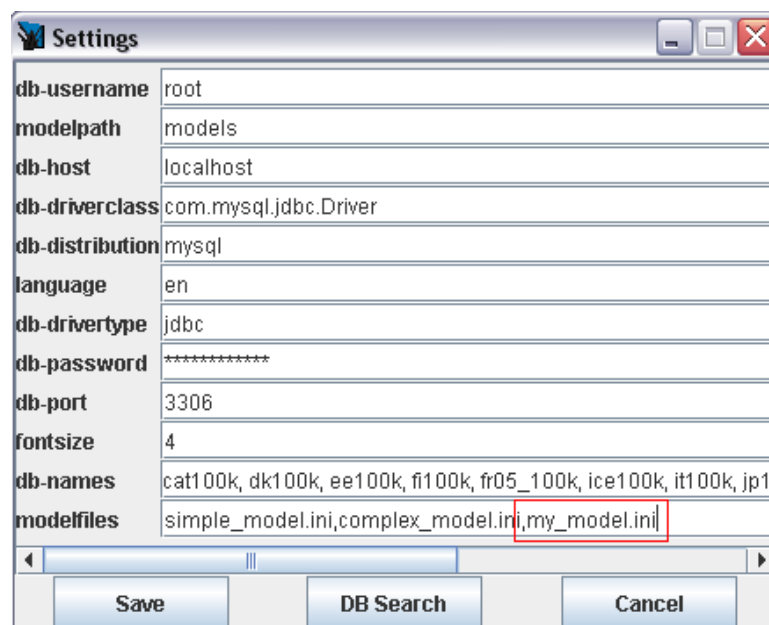 Settings
db-username root
modelpath models
db-host localhost
db-driverclass com.mysql.jdbc.Driver
db-distribution mysql
language en
db-drivertype jdbc
db-password ************
db-port 3306
fontsize 4
db-names cat100k, dk100k, ee100k, fi100k, fr05_100k, ice100k, it100k, jp1
modelfiles simple_model.ini,complex_model.ini,my_model.ini
Save DB Search Cancel